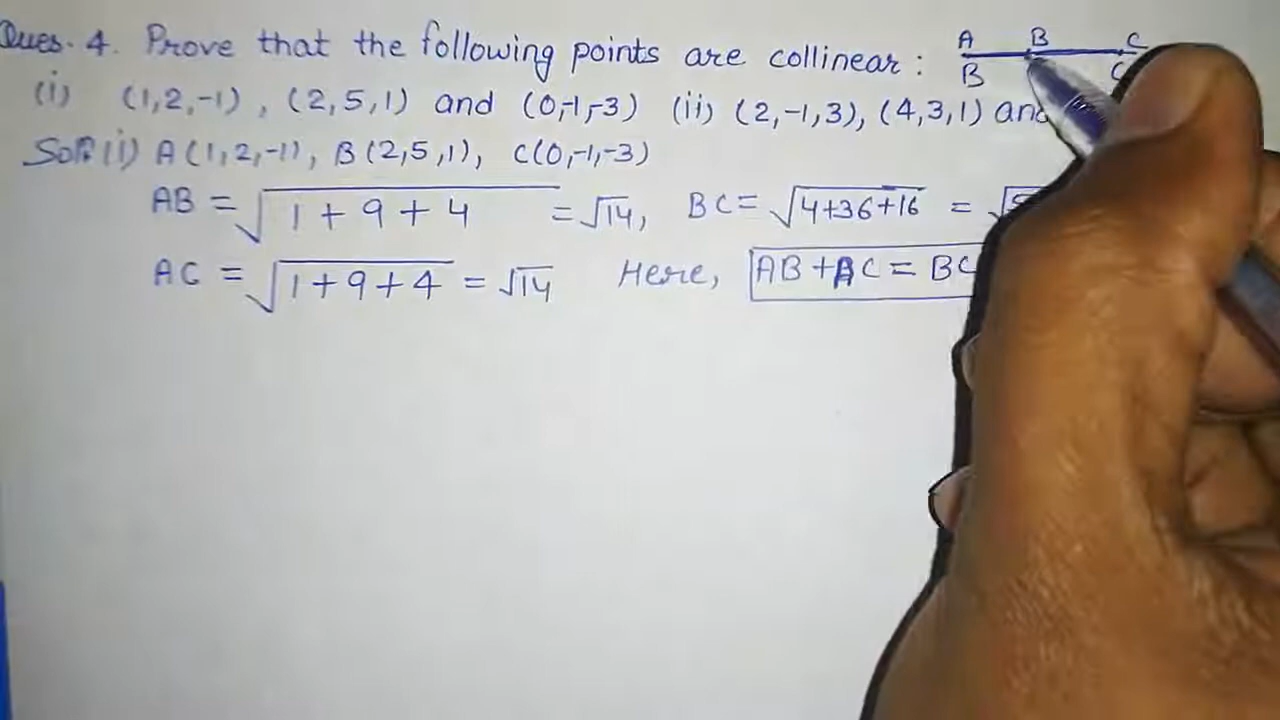 Ques. 4. Prove that the following points are collinear :
A B C
B C
(i) (1,2,-1), (2,5,1) and (0,-1,-3) (ii) (2,-1,3), (4,3,1) and
Soln (i) A(1,2,-1), B(2,5,1), C(0,-1,-3)
AB = √1+9+4 = √14, BC = √4+36+16 = √5
AC = √1+9+4 = √14 Here, AB+AC = BC